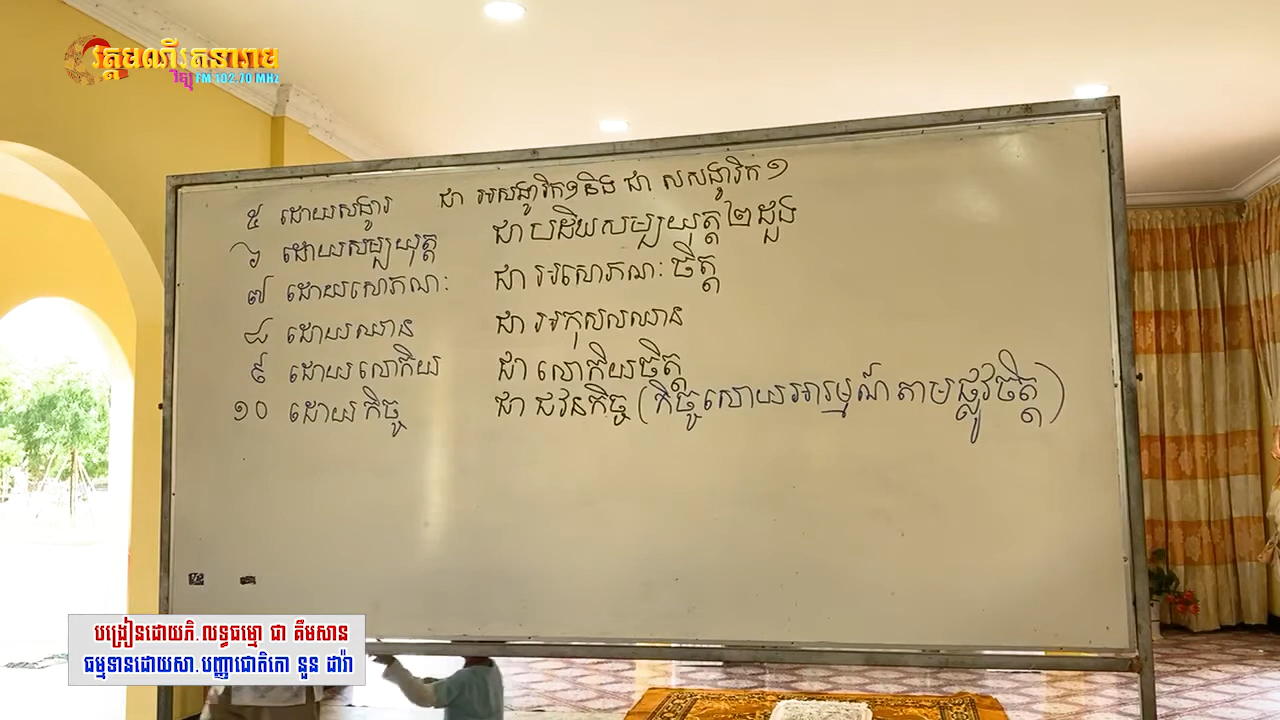 វត្តមណីរតនារាម
វិទ្យុ FM 102.70 MHz
៥ ដោយសង្ខារ ជា អសង្ខារិក១និង ជា សសង្ខារិក ១
៦ ដោយសម្បយុត្ត ជា បដិឃសម្បយុត្ត ២ ដួង
៧ ដោយសោភណៈ ជា អសោភណៈ ចិត្ត
៨ ដោយឈាន ជា អកុសលឈាន
៩ ដោយលោកិយ ជា លោកិយចិត្ត
១០ ដោយ កិច្ច ជា ជវនកិច្ច (កិច្ចសោយអារម្មណ៍ តាមផ្លូវចិត្ត)
បង្រៀនដោយភិ.លទ្ធធម្មោ ជា គឹមសាន
ធម្មទានដោយសា.បញ្ញាជោតិកោ នួន ដារ៉ា